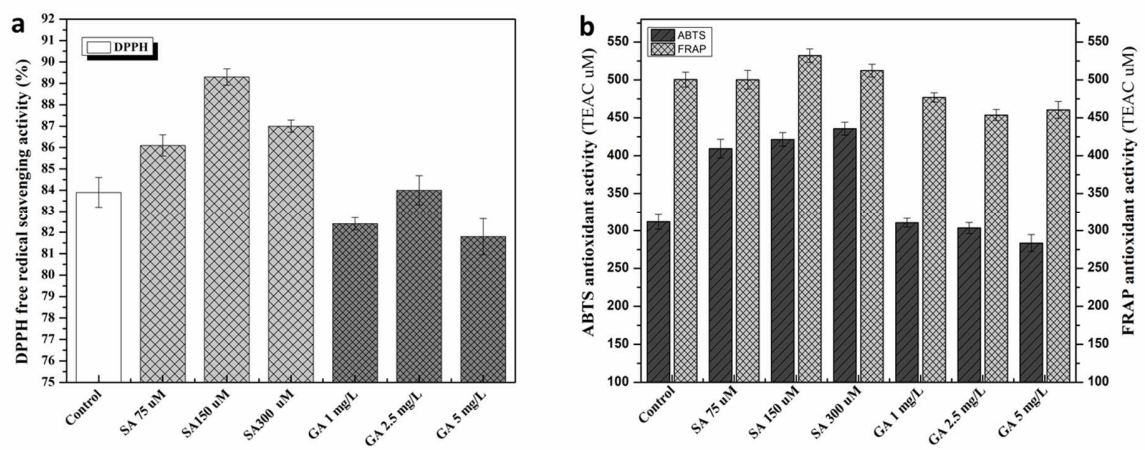 a
DPPH free redical scavenging activity (%)
92
91
90
89
88
87
86
85
84
83
82
81
80
79
78
77
76
75
DPPH
Control
SA 75 uM
SA150 uM
SA300 uM
GA 1 mg/L
GA 2.5 mg/L
GA 5 mg/L
b
ABTS antioxidant activity (TEAC uM)
550
500
450
400
350
300
250
200
150
100
ABTS
FRAP
Control
SA 75 uM
SA 150 uM
SA 300 uM
GA 1 mg/L
GA 2.5 mg/L
GA 5 mg/L
550
500
450
400
350
300
250
200
150
100
FRAP antioxidant activity (TEAC uM)